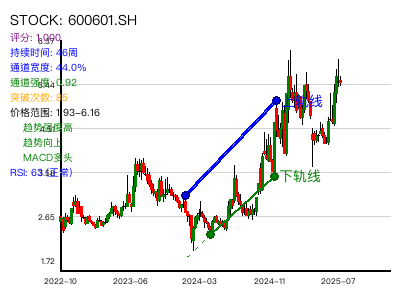 STOCK: 600601.SH
评分: 1.000
持续时间: 46周
通道宽度: 44.0%
通道强度: 0.92
突破次数: 85
价格范围: 1.93-6.16
趋势强度高
趋势向上
MACD多头
RSI: 63 (正常)
上轨线
下轨线
2.65
1.72
2022-10
2023-06
2024-03
2024-11
2025-07